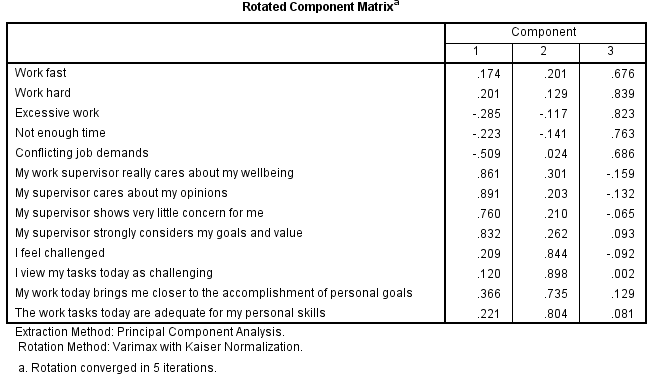 Rotated Component Matrixa
Component
1 2 3
Work fast .174 .201 .676
Work hard .201 .129 .839
Excessive work -.285 -.117 .823
Not enough time -.223 -.141 .763
Conflicting job demands -.509 .024 .686
My work supervisor really cares about my wellbeing .861 .301 -.159
My supervisor cares about my opinions .891 .203 -.132
My supervisor shows very little concern for me .760 .210 -.065
My supervisor strongly considers my goals and value .832 .262 .093
I feel challenged .209 .844 -.092
I view my tasks today as challenging .120 .898 .002
My work today brings me closer to the accomplishment of personal goals .366 .735 .129
The work tasks today are adequate for my personal skills .221 .804 .081
Extraction Method: Principal Component Analysis.
Rotation Method: Varimax with Kaiser Normalization.
a. Rotation converged in 5 iterations.